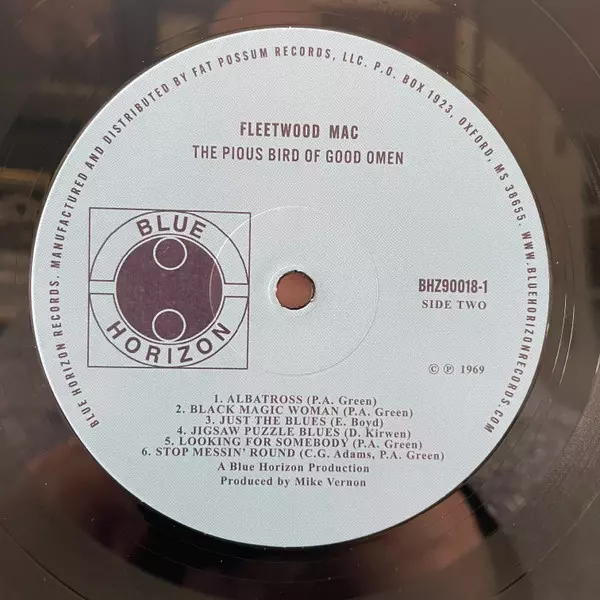 BLUE HORIZON RECORDS. MANUFACTURED AND DISTRIBUTED BY FAT POSSUM RECORDS, LLC. P.O. BOX 1923, OXFORD, MS 38655. WWW.BLUEHORIZONRECORDS.COM
FLEETWOOD MAC
THE PIOUS BIRD OF GOOD OMEN
BLUE
HORIZON
BHZ90018-1
SIDE TWO
© ℗ 1969
1. ALBATROSS (P.A. Green)
2. BLACK MAGIC WOMAN (P.A. Green)
3. JUST THE BLUES (E. Boyd)
4. JIGSAW PUZZLE BLUES (D. Kirwen)
5. LOOKING FOR SOMEBODY (P.A. Green)
6. STOP MESSIN' ROUND (C.G. Adams, P.A. Green)
A Blue Horizon Production
Produced by Mike Vernon